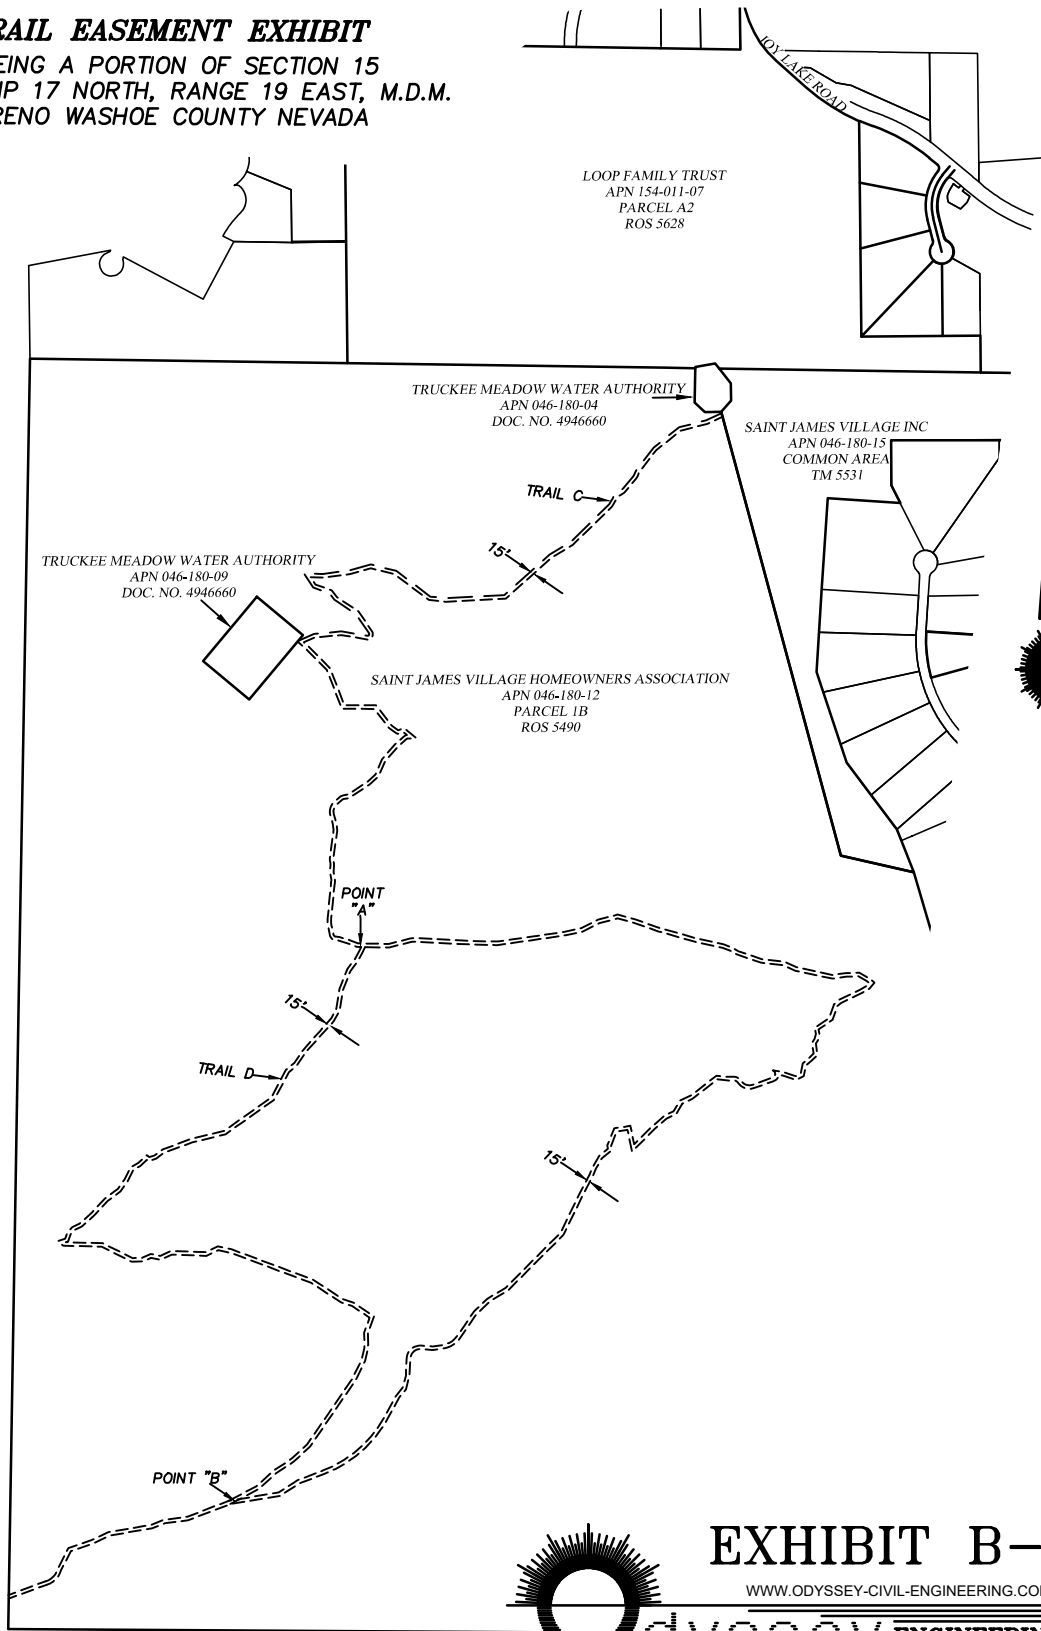 RAIL EASEMENT EXHIBIT
EING A PORTION OF SECTION 15
IP 17 NORTH, RANGE 19 EAST, M.D.M.
RENO WASHOE COUNTY NEVADA
JOY LAKE ROAD
LOOP FAMILY TRUST
APN 154-011-07
PARCEL A2
ROS 5628
TRUCKEE MEADOW WATER AUTHORITY
APN 046-180-04
DOC. NO. 4946660
SAINT JAMES VILLAGE INC
APN 046-180-15
COMMON AREA
TM 5531
TRAIL C
15'
TRUCKEE MEADOW WATER AUTHORITY
APN 046-180-09
DOC. NO. 4946660
SAINT JAMES VILLAGE HOMEOWNERS ASSOCIATION
APN 046-180-12
PARCEL 1B
ROS 5490
POINT
"A"
15'
TRAIL D
15'
POINT "B"
EXHIBIT B-
WWW.ODYSSEY-CIVIL-ENGINEERING.CO
dyssey ENGINEERING